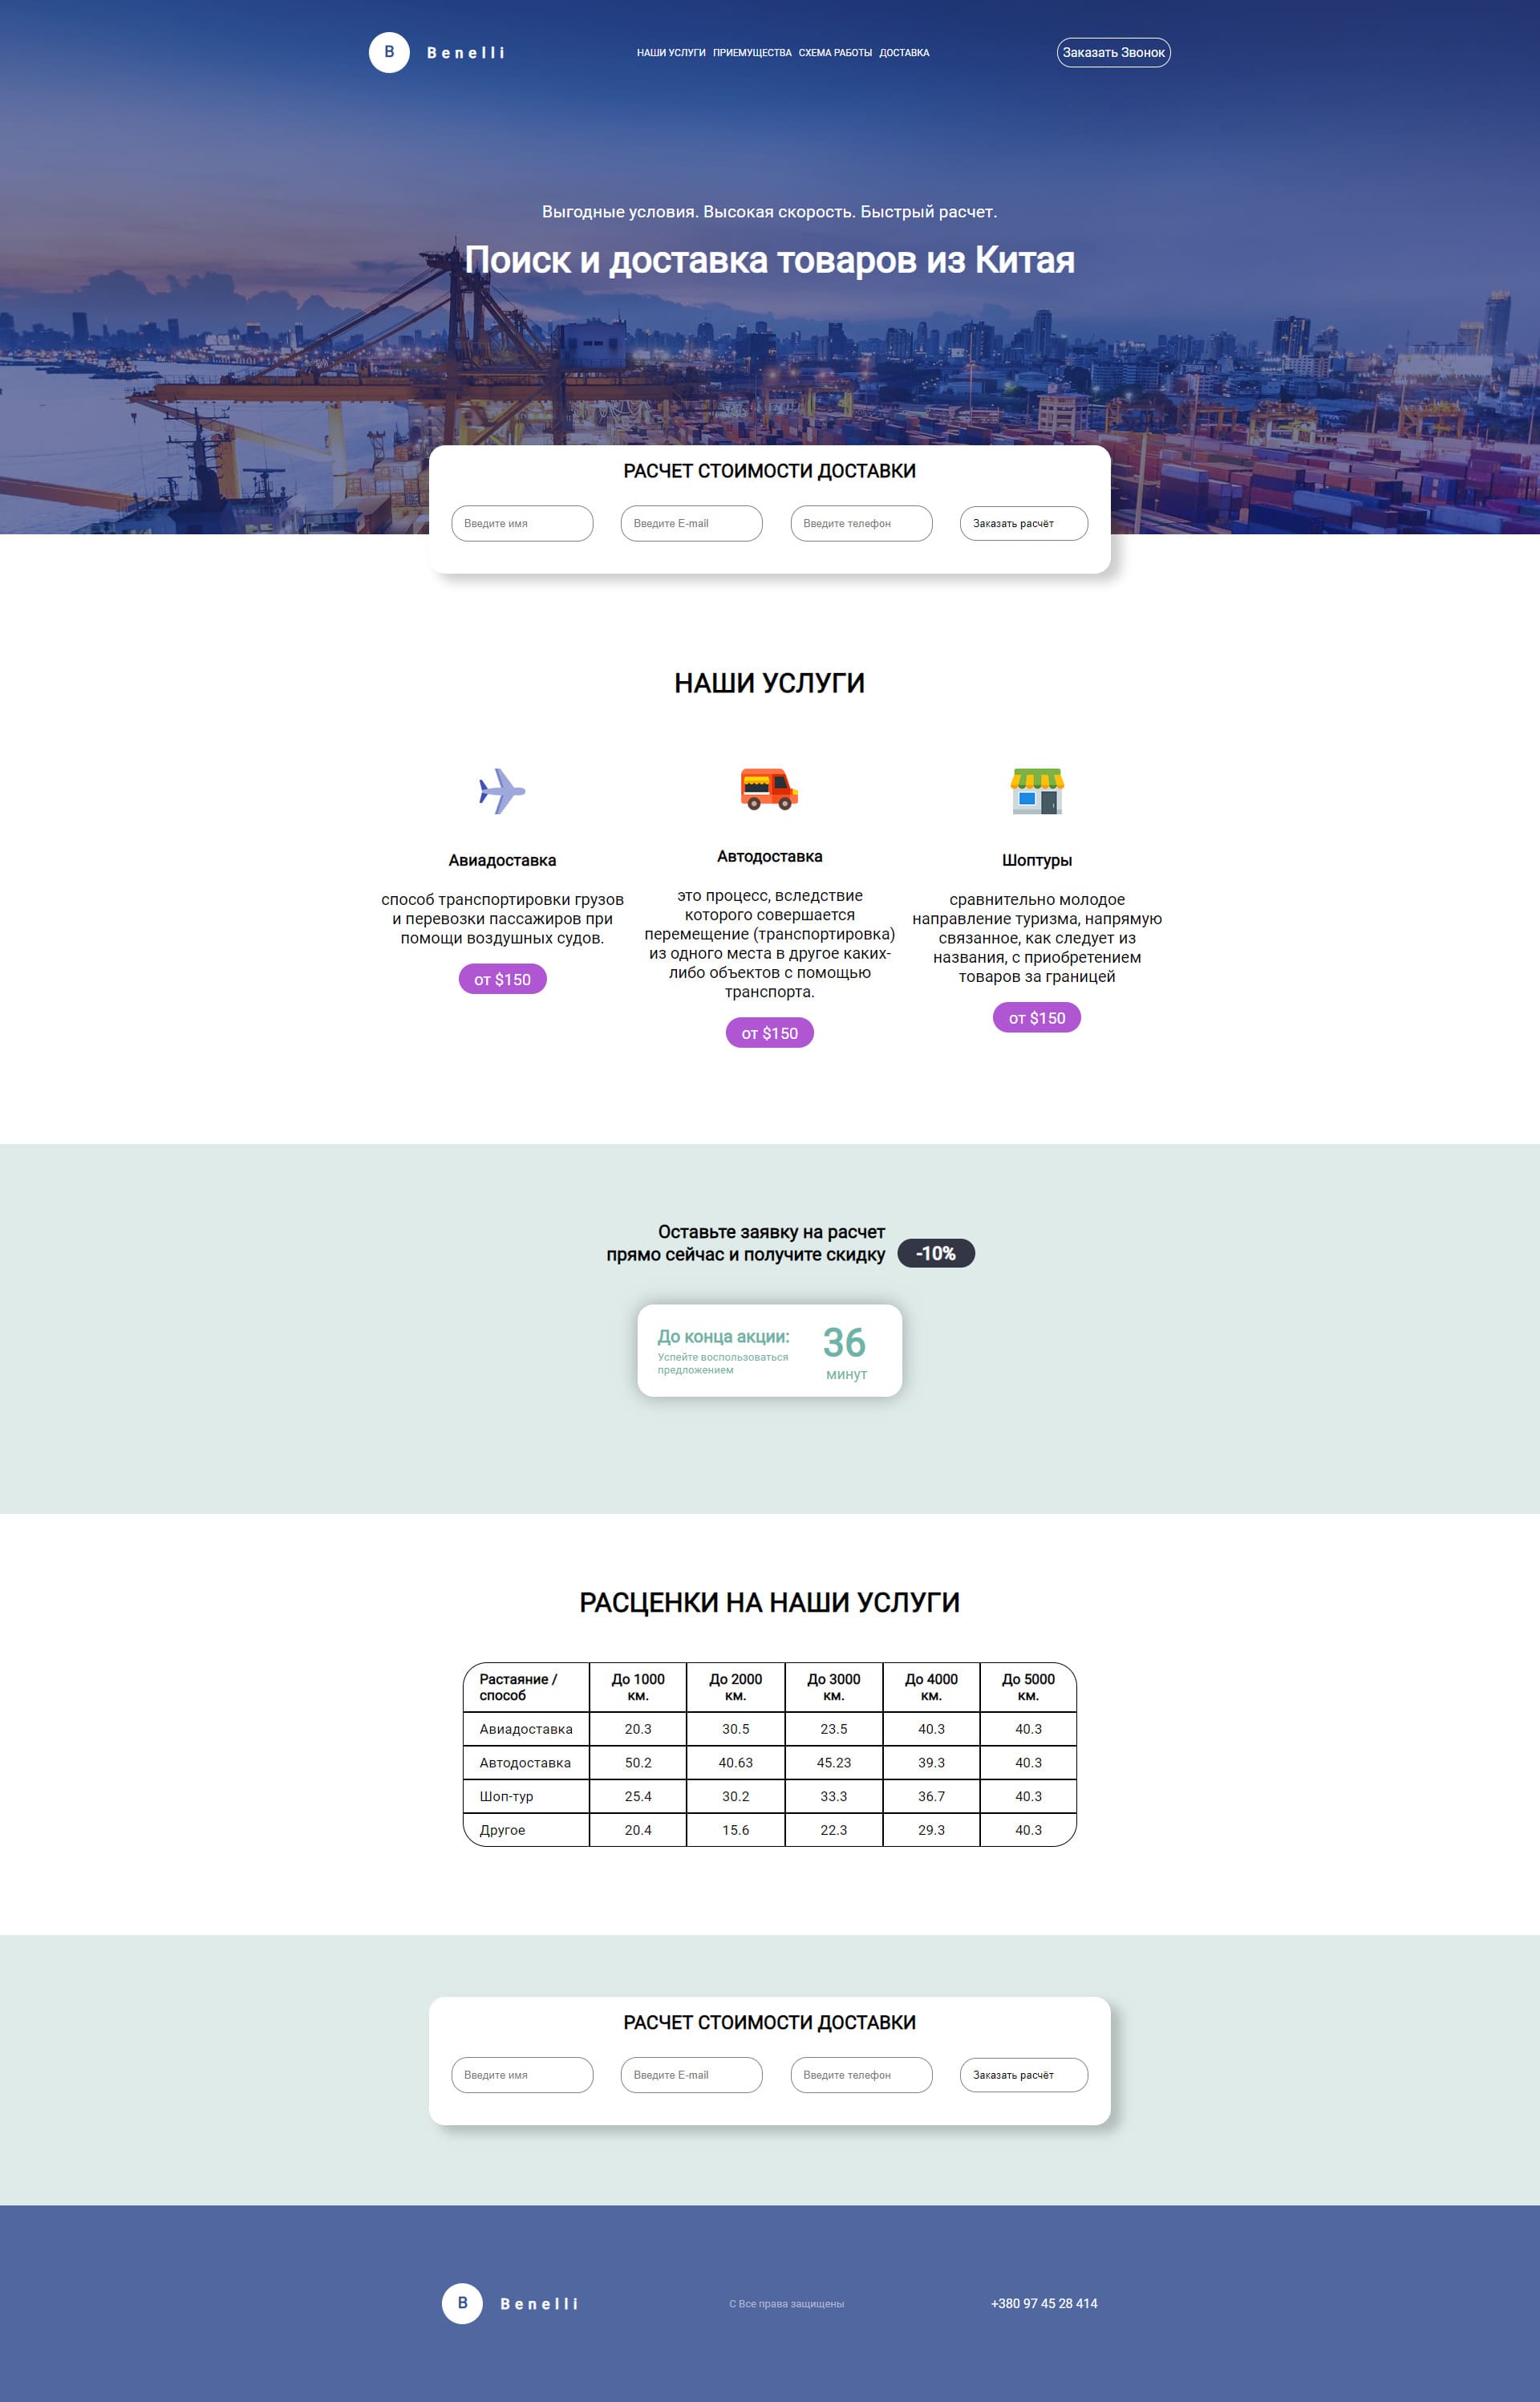 B Benelli НАШИ УСЛУГИ ПРИЕМУЩЕСТВА СХЕМА РАБОТЫ ДОСТАВКА Заказать Звонок
Выгодные условия. Высокая скорость. Быстрый расчет.
Поиск и доставка товаров из Китая
РАСЧЕТ СТОИМОСТИ ДОСТАВКИ
Введите имя Введите E-mail Введите телефон Заказать расчёт
НАШИ УСЛУГИ
Авиадоставка
способ транспортировки грузов
и перевозки пассажиров при
помощи воздушных судов.
от $150
Автодоставка
это процесс, вследствие
которого совершается
перемещение (транспортировка)
из одного места в другое каких-
либо объектов с помощью
транспорта.
от $150
Шоптуры
сравнительно молодое
направление туризма, напрямую
связанное, как следует из
названия, с приобретением
товаров за границей
от $150
Оставьте заявку на расчет
прямо сейчас и получите скидку -10%
До конца акции:
Успейте воспользоваться
предложением
36
минут
РАСЦЕНКИ НА НАШИ УСЛУГИ
Растаяние / способ До 1000 км. До 2000 км. До 3000 км. До 4000 км. До 5000 км.
Авиадоставка 20.3 30.5 23.5 40.3 40.3
Автодоставка 50.2 40.63 45.23 39.3 40.3
Шоп-тур 25.4 30.2 33.3 36.7 40.3
Другое 20.4 15.6 22.3 29.3 40.3
РАСЧЕТ СТОИМОСТИ ДОСТАВКИ
Введите имя Введите E-mail Введите телефон Заказать расчёт
B Benelli С Все права защищены +380 97 45 28 414